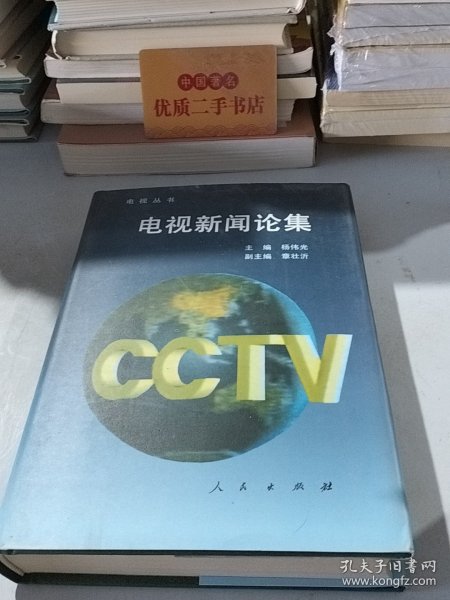 中国著名
优质二手书店
电视丛书
电视新闻论集
主编 杨伟光
副主编 章壮沂
CCTV
人民出版社
孔夫子旧书网
www.kongfz.com